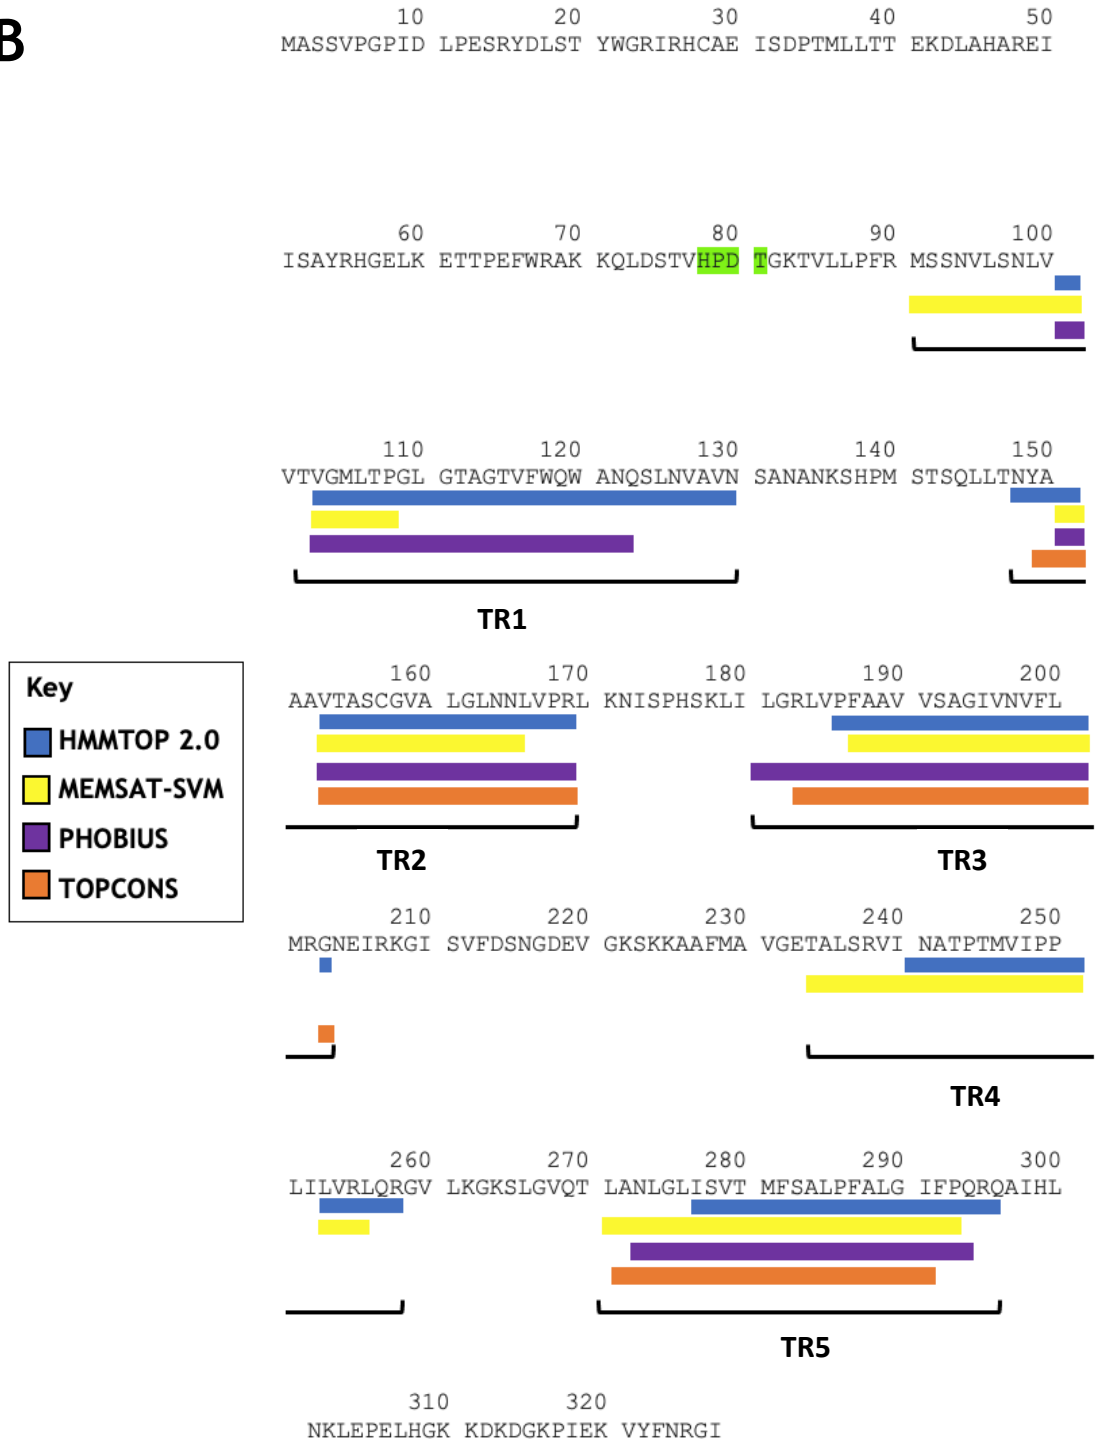 B
10 20 30 40 50
MASSVPGPID LPESRYDLST YWGRIRHCAE ISDPTMLLTT EKDLAHAREI
60 70 80 90 100
ISAYRHGELK ETTPEFWRAK KQLDSTVHPD TGKTVLLPFR MSSNVLSNLV
110 120 130 140 150
VTVGMLTPGL GTAGTVFWQW ANQSLNVAVN SANANKSHPM STSQLLTNYA
TR1
160 170 180 190 200
AAVTASCGVA LGLNNLVPRL KNISPHSKLI LGRLVPFAAV VSAGIVNVFL
TR2 TR3
210 220 230 240 250
MRGNEIRKGI SVFDSNGDEV GKSKKAAFMA VGETALSRVI NATPTMVIPP
TR4
260 270 280 290 300
LILVRLQRGV LKGKSLGVQT LANLGLISVT MFSALPFALG IFPQRQAIHL
TR5
310 320
NKLEPELHGK KDKDGKPIEK VYFNRGI
Key
HMMTOP 2.0
MEMSAT-SVM
PHOBIUS
TOPCONS